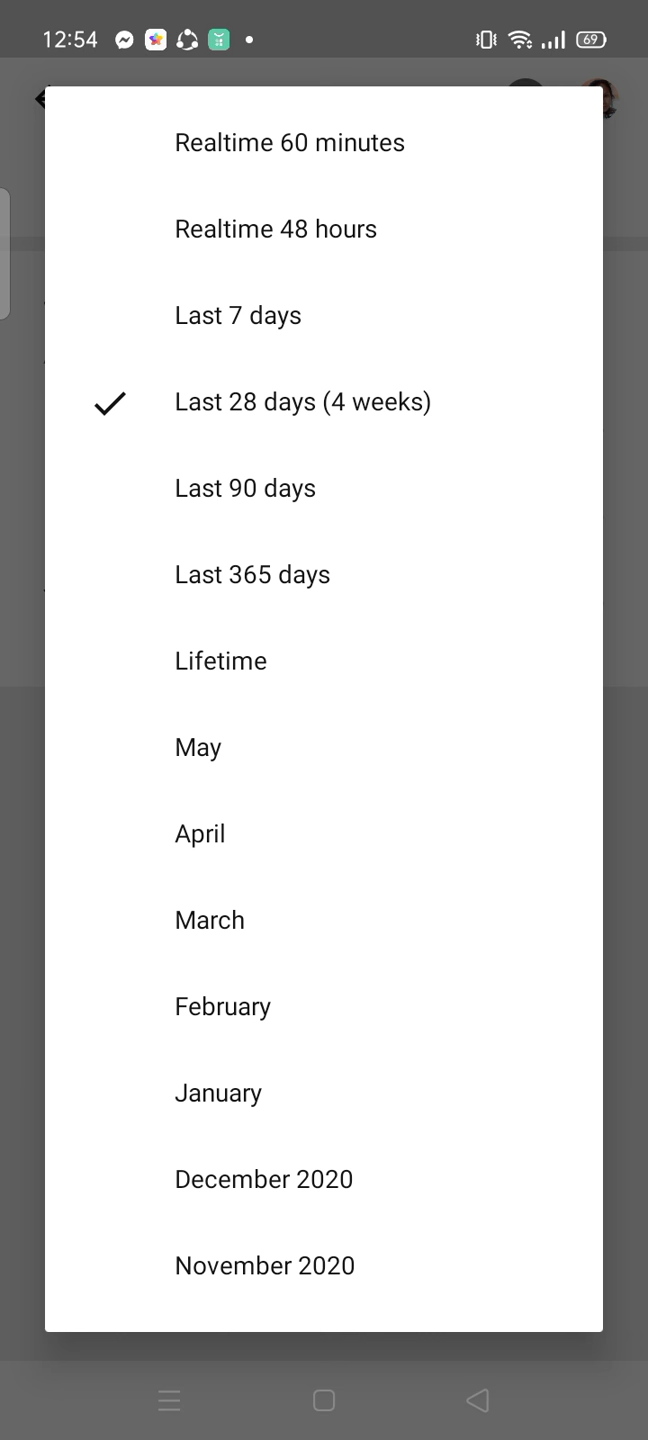 12:54
69
Realtime 60 minutes
Realtime 48 hours
Last 7 days
Last 28 days (4 weeks)
Last 90 days
Last 365 days
Lifetime
May
April
March
February
January
December 2020
November 2020